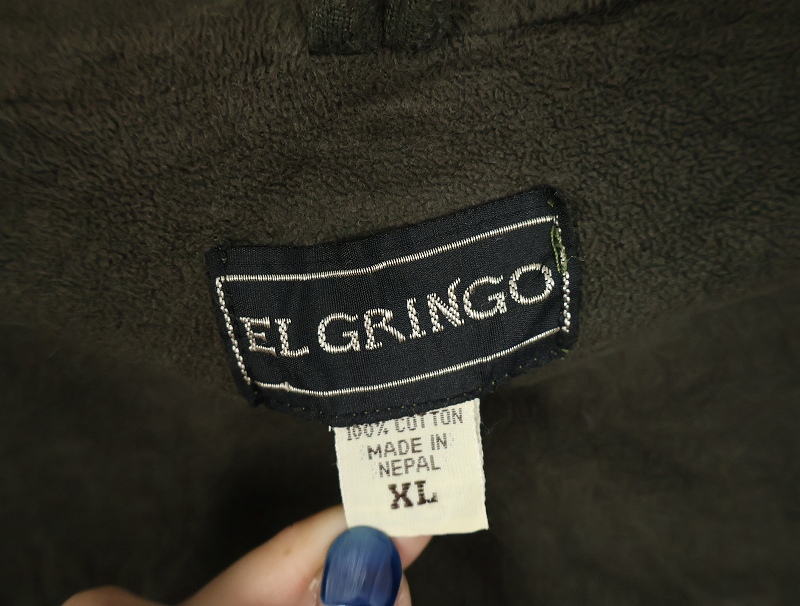 EL GRINGO
100% COTTON
MADE IN
NEPAL
XL